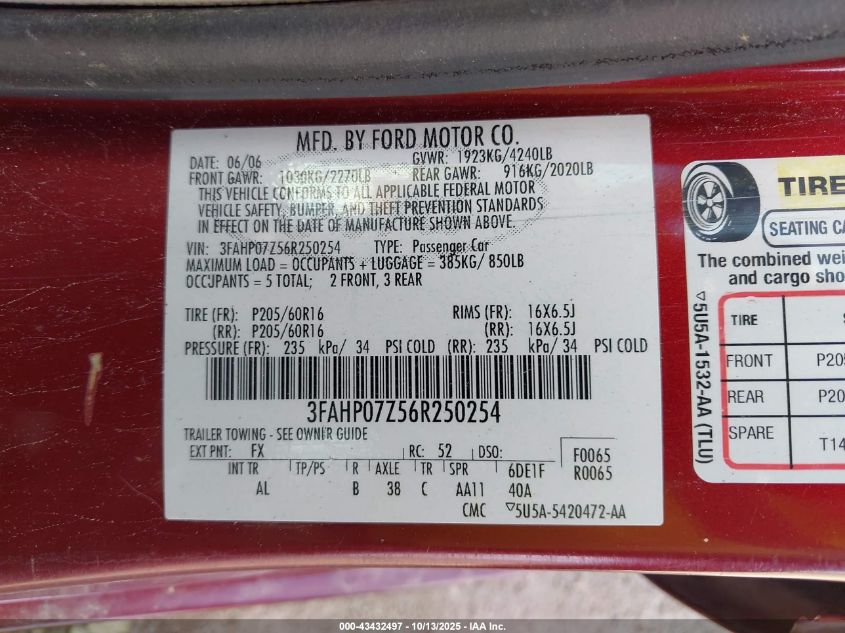 MFD. BY FORD MOTOR CO.
DATE: 06/06 GVWR: 1923KG/4240LB
FRONT GAWR: 1030KG/2270LB REAR GAWR: 916KG/2020LB
THIS VEHICLE CONFORMS TO ALL APPLICABLE FEDERAL MOTOR
VEHICLE SAFETY, BUMPER, AND THEFT PREVENTION STANDARDS
IN EFFECT ON THE DATE OF MANUFACTURE SHOWN ABOVE.
VIN: 3FAHP07Z56R250254 TYPE: Passenger Car
MAXIMUM LOAD = OCCUPANTS + LUGGAGE = 385KG/ 850LB
OCCUPANTS = 5 TOTAL; 2 FRONT, 3 REAR
TIRE (FR): P205/60R16 RIMS (FR): 16X6.5J
(RR): P205/60R16 (RR): 16X6.5J
PRESSURE (FR): 235 kPa/ 34 PSI COLD (RR): 235 kPa/ 34 PSI COLD
3FAHP07Z56R250254
TRAILER TOWING - SEE OWNER GUIDE
EXT PNT: FX RC: 52 DSO: F0065
R0065
INT TR TP/PS R AXLE TR SPR 6DE1F
AL B 38 C AA11 40A
CMC ▽5U5A-5420472-AA
TIRE
SEATING CA
The combined wei
and cargo sho
▽5U5A-1532-AA (TLU)
TIRE S
FRONT P205
REAR P20
SPARE T14
000-43432497 | 10/13/2025 - IAA Inc.